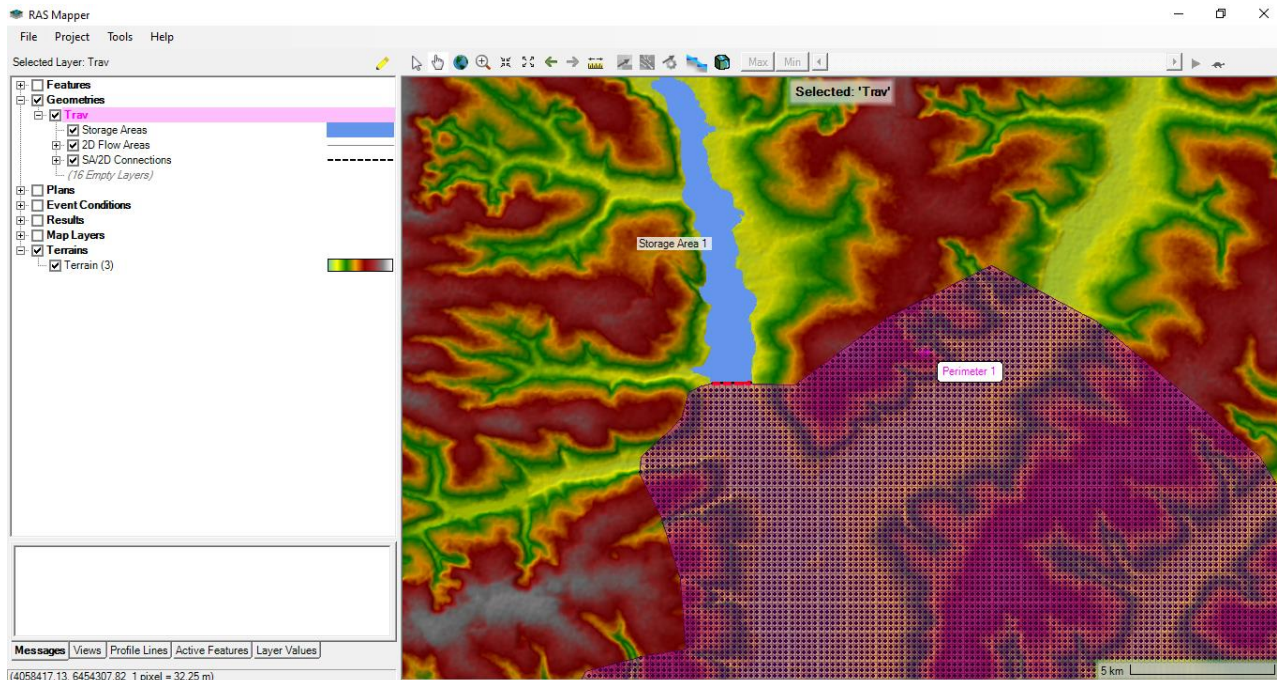 RAS Mapper
File Project Tools Help
Selected Layer: Trav
Max Min
Features
Geometries
Trav
Storage Areas
2D Flow Areas
SA/2D Connections
(16 Empty Layers)
Plans
Event Conditions
Results
Map Layers
Terrains
Terrain (3)
Selected: 'Trav'
Storage Area 1
Perimeter 1
5 km
Messages Views Profile Lines Active Features Layer Values
(4058417.13, 6454307.82 1 pixel = 32.25 m)